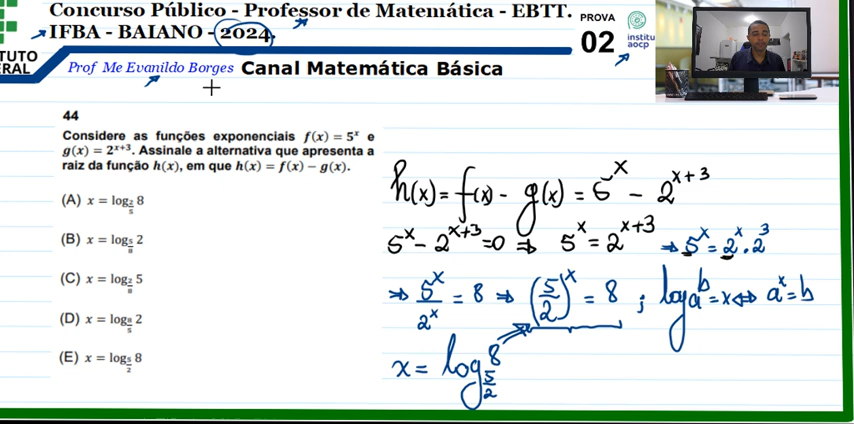 Concurso Público - Professor de Matemática - EBTT.
IFBA - BAIANO - 2024.
PROVA
02
institu
aocp
TUTO
ERAL
Prof Me Evanildo Borges Canal Matemática Básica
44
Considere as funções exponenciais f(x) = 5^x e
g(x) = 2^{x+3}. Assinale a alternativa que apresenta a
raiz da função h(x), em que h(x) = f(x) − g(x).
(A) x = log_{2/5} 8
(B) x = log_{5/8} 2
(C) x = log_{2/8} 5
(D) x = log_{8/5} 2
(E) x = log_{5/2} 8
h(x) = f(x) - g(x) = 5^x - 2^{x+3}
5^x - 2^{x+3} = 0 ⇒ 5^x = 2^{x+3} ⇒ 5^x = 2^x . 2^3
⇒ 5^x/2^x = 8 ⇒ (5/2)^x = 8 ; log_a^b = x ⇔ a^x = b
x = log_{5/2}^8